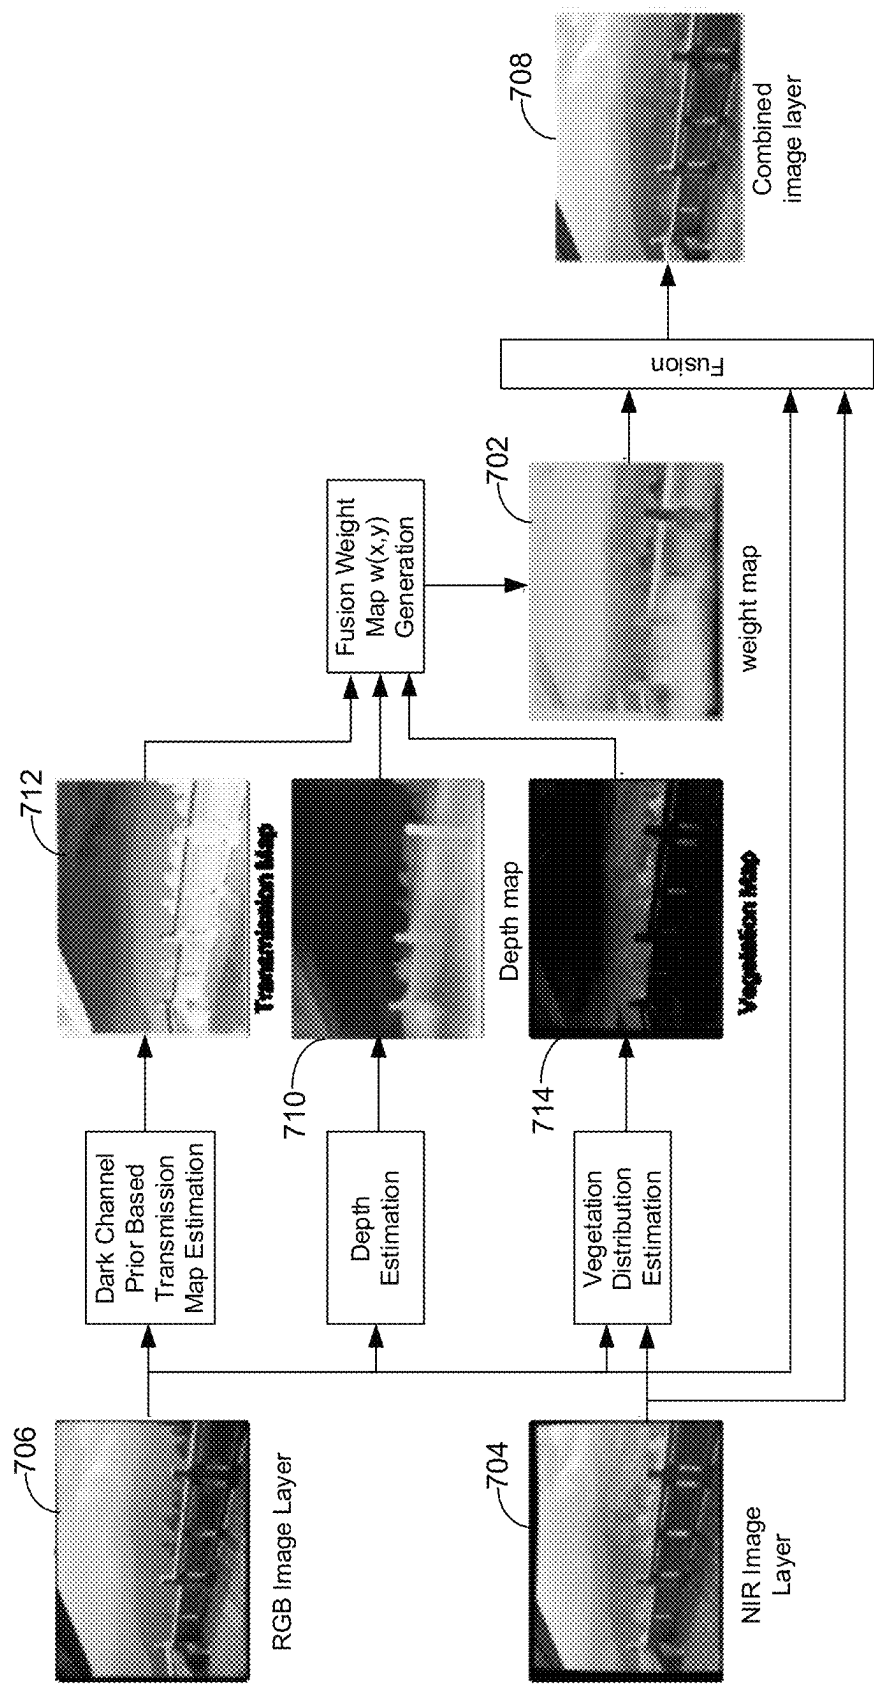 706
RGB Image Layer
704
NIR Image
Layer
Dark Channel
Prior Based
Transmission
Map Estimation
Depth
Estimation
Vegetation
Distribution
Estimation
712
Transmission Map
710
Depth map
714
Vegetation Map
Fusion Weight
Map w(x,y)
Generation
702
weight map
Fusion
708
Combined
image layer